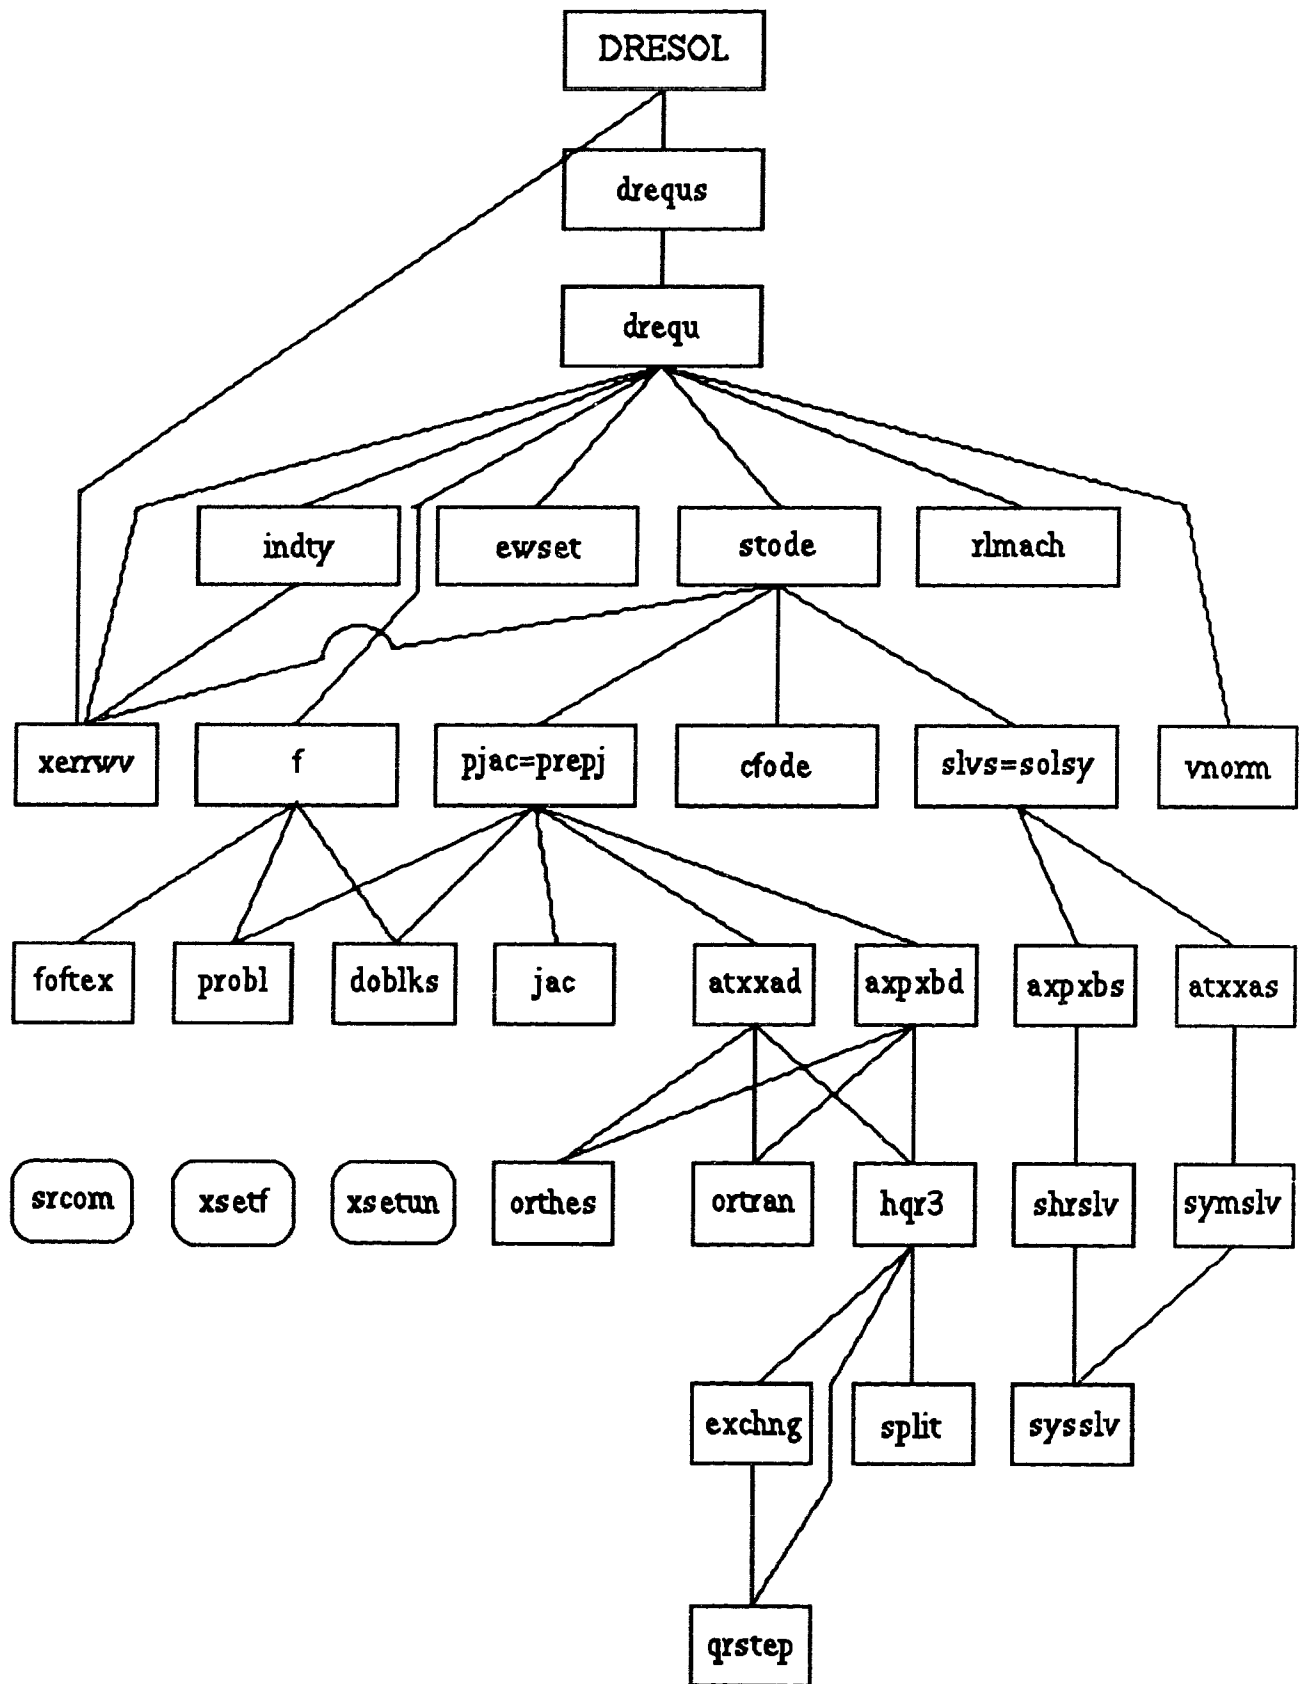 DRESOL
drequs
drequ
indty
ewset
stode
rlmach
xerrwv
f
pjac=prepj
cfode
slvs=solsy
vnorm
foftex
probl
doblks
jac
atxxad
axpxbd
axpxbs
atxxas
srcom
xsetf
xsetun
orthes
ortran
hqr3
shrslv
symslv
exchng
split
sysslv
qrstep